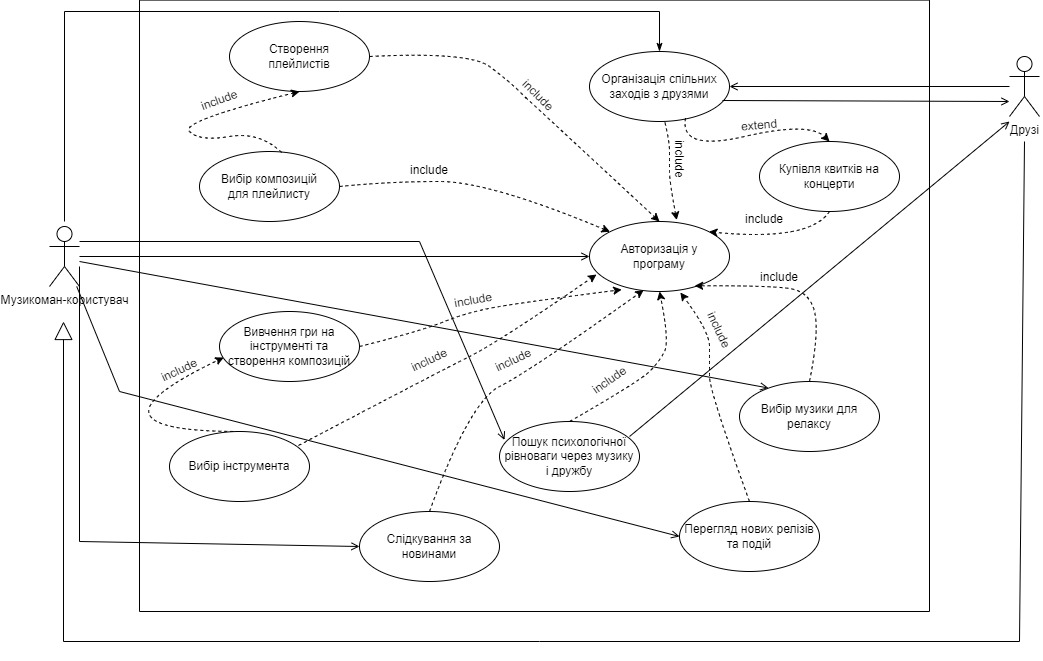 Створення
плейлистів
Організація спільних
заходів з друзями
include
include
extend
Друзі
include
Вибір композицій
для плейлисту
include
Купівля квитків на
концерти
include
Авторизація у
програму
include
Музикоман-користувач
include
Вивчення гри на
інструменті та
створення композицій
include
include
include
include
include
Вибір музики для
релаксу
Вибір інструмента
Пошук психологічної
рівноваги через музику
і дружбу
Слідкування за
новинами
Перегляд нових релізів
та подій